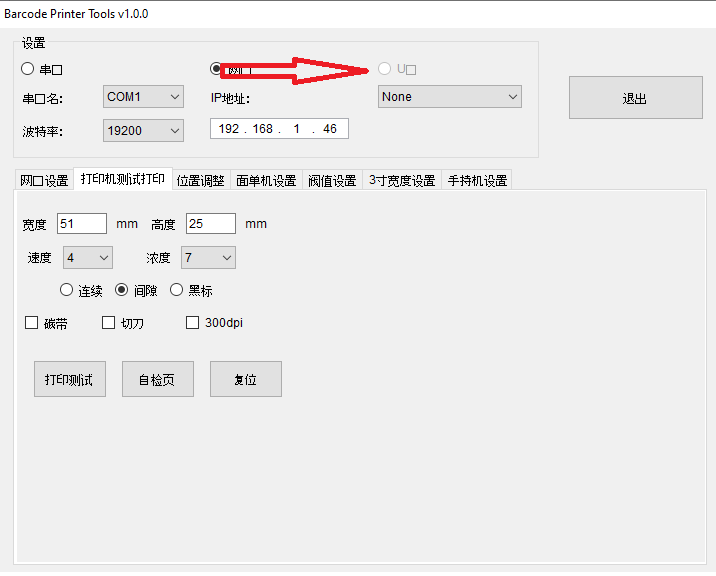 Barcode Printer Tools v1.0.0
设置
串口 网口 U口
串口名: COM1 IP地址: None 退出
波特率: 19200 192 . 168 . 1 . 46
网口设置 打印机测试打印 位置调整 面单机设置 阀值设置 3寸宽度设置 手持机设置
宽度 51 mm 高度 25 mm
速度 4 浓度 7
连续 间隙 黑标
碳带 切刀 300dpi
打印测试 自检页 复位